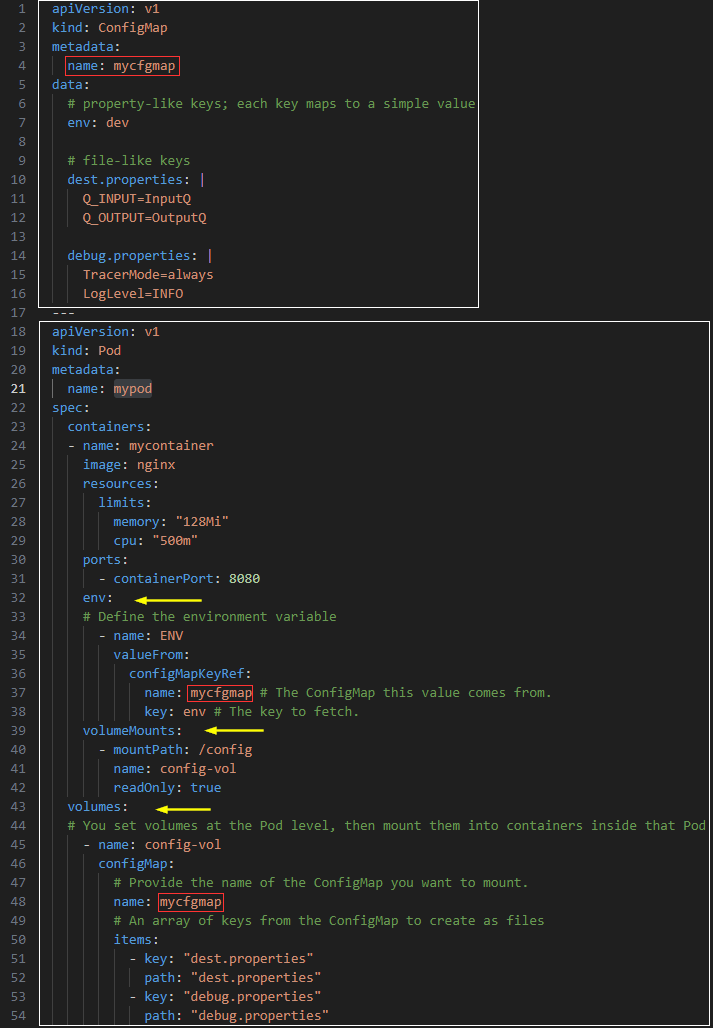 1 apiVersion: v1
2 kind: ConfigMap
3 metadata:
4   name: mycfgmap
5 data:
6   # property-like keys; each key maps to a simple value
7   env: dev
8
9   # file-like keys
10   dest.properties: |
11     Q_INPUT=InputQ
12     Q_OUTPUT=OutputQ
13
14   debug.properties: |
15     TracerMode=always
16     LogLevel=INFO
17 ---
18 apiVersion: v1
19 kind: Pod
20 metadata:
21   name: mypod
22 spec:
23   containers:
24   - name: mycontainer
25     image: nginx
26     resources:
27       limits:
28         memory: "128Mi"
29         cpu: "500m"
30     ports:
31       - containerPort: 8080
32     env:
33     # Define the environment variable
34       - name: ENV
35         valueFrom:
36           configMapKeyRef:
37             name: mycfgmap # The ConfigMap this value comes from.
38             key: env # The key to fetch.
39     volumeMounts:
40       - mountPath: /config
41         name: config-vol
42         readOnly: true
43   volumes:
44   # You set volumes at the Pod level, then mount them into containers inside that Pod
45     - name: config-vol
46       configMap:
47         # Provide the name of the ConfigMap you want to mount.
48         name: mycfgmap
49         # An array of keys from the ConfigMap to create as files
50         items:
51           - key: "dest.properties"
52             path: "dest.properties"
53           - key: "debug.properties"
54             path: "debug.properties"